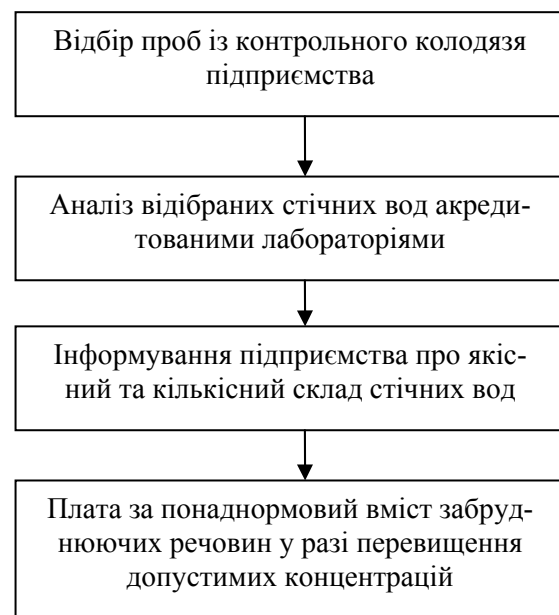 Відбір проб із контрольного колодязя
підприємства
Аналіз відібраних стічних вод акреди-
тованими лабораторіями
Інформування підприємства про якіс-
ний та кількісний склад стічних вод
Плата за понаднормовий вміст забруд-
нюючих речовин у разі перевищення
допустимих концентрацій